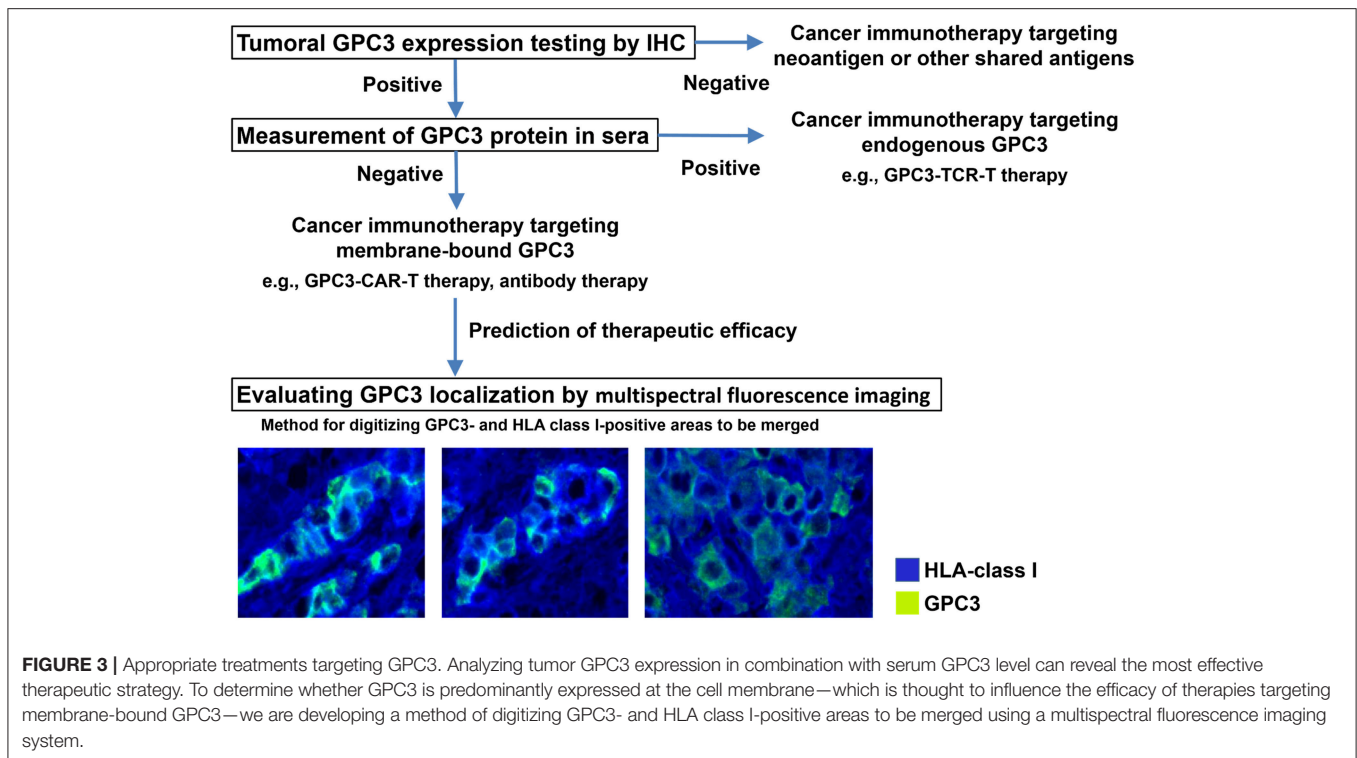 Tumoral GPC3 expression testing by IHC
Cancer immunotherapy targeting
neoantigen or other shared antigens
Positive
Negative
Measurement of GPC3 protein in sera
Cancer immunotherapy targeting
endogenous GPC3
e.g., GPC3-TCR-T therapy
Negative
Positive
Cancer immunotherapy targeting
membrane-bound GPC3
e.g., GPC3-CAR-T therapy, antibody therapy
Prediction of therapeutic efficacy
Evaluating GPC3 localization by multispectral fluorescence imaging
Method for digitizing GPC3- and HLA class I-positive areas to be merged
HLA-class I
GPC3
FIGURE 3 | Appropriate treatments targeting GPC3. Analyzing tumor GPC3 expression in combination with serum GPC3 level can reveal the most effective
therapeutic strategy. To determine whether GPC3 is predominantly expressed at the cell membrane—which is thought to influence the efficacy of therapies targeting
membrane-bound GPC3—we are developing a method of digitizing GPC3- and HLA class I-positive areas to be merged using a multispectral fluorescence imaging
system.